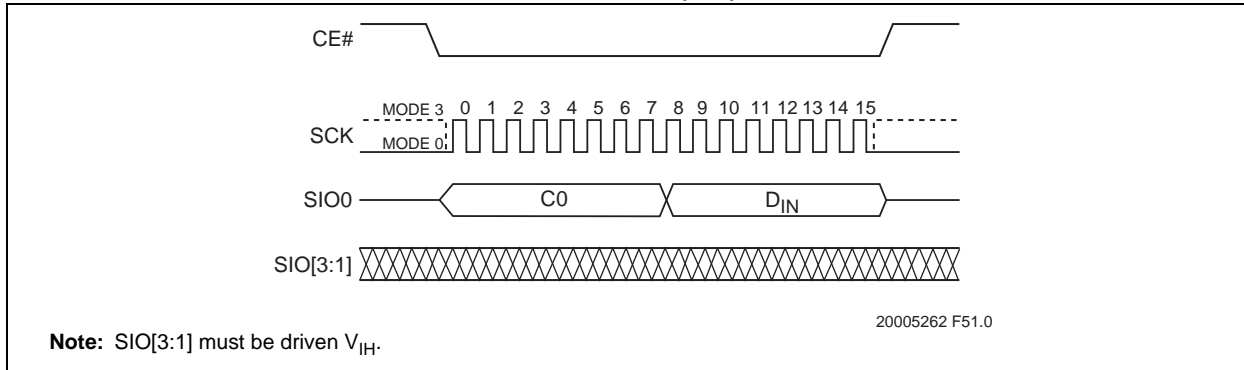 CE#
MODE 3 0 1 2 3 4 5 6 7 8 9 10 11 12 13 14 15
SCK
MODE 0
SIO0 C0 DIN
SIO[3:1]
20005262 F51.0
Note: SIO[3:1] must be driven VIH.